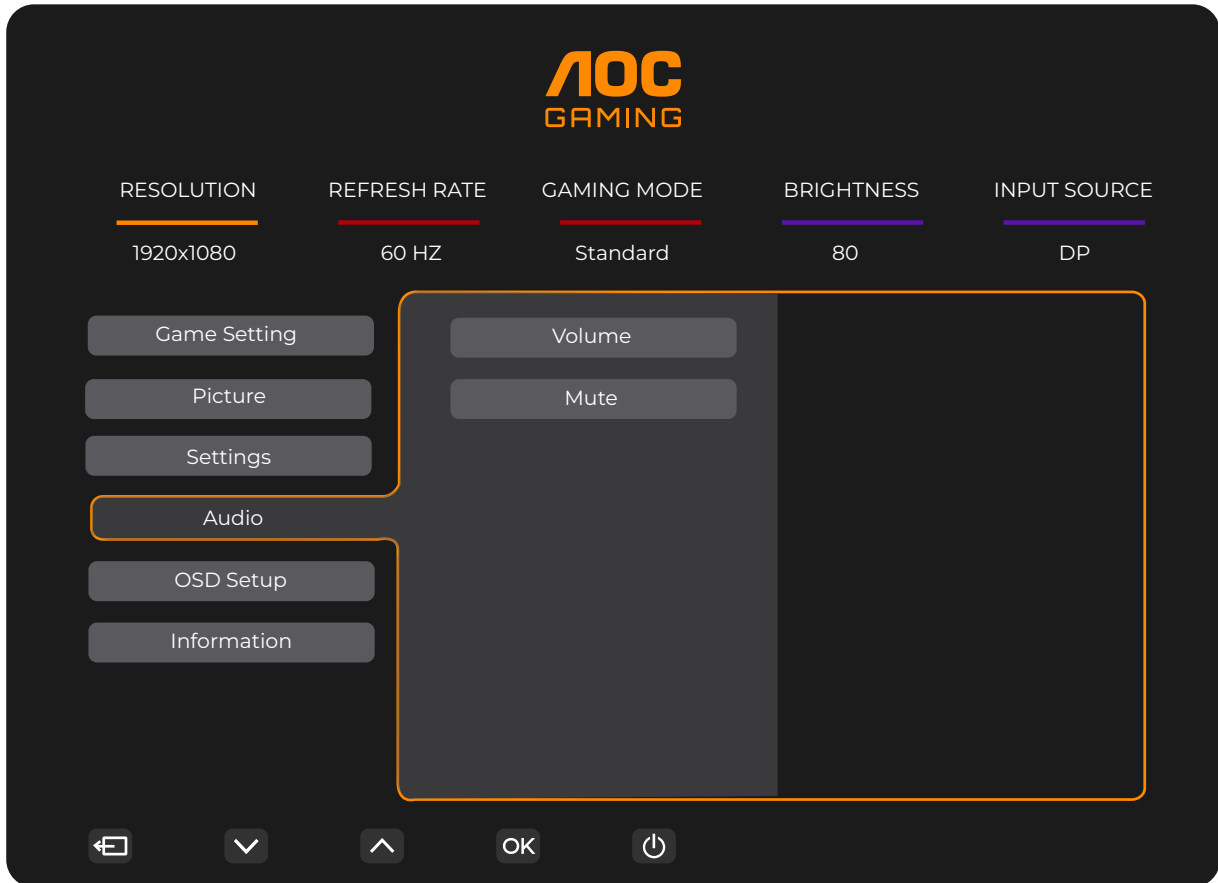 AOC
GAMING
RESOLUTION REFRESH RATE GAMING MODE BRIGHTNESS INPUT SOURCE
1920x1080 60 HZ Standard 80 DP
Game Setting Volume
Picture Mute
Settings
Audio
OSD Setup
Information
OK